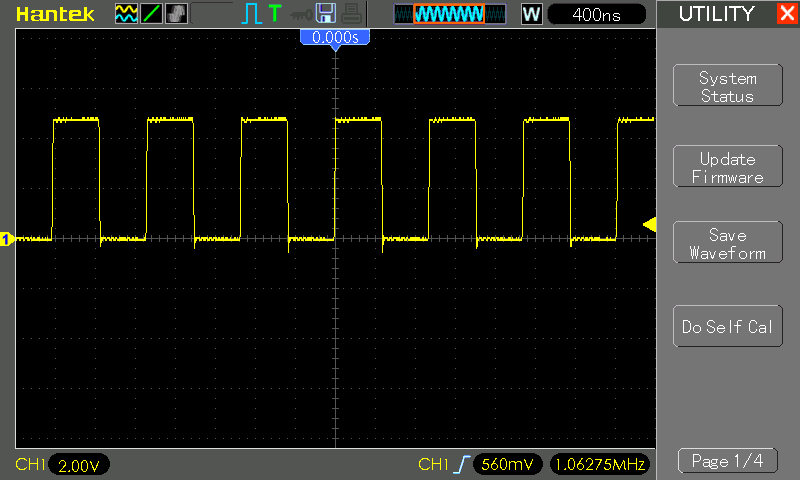 Hantek
T
W
400ns
UTILITY
0.000s
System
Status
Update
Firmware
1
Save
Waveform
Do Self Cal
CH1
2.00V
CH1
560mV
1.06275MHz
Page 1/4